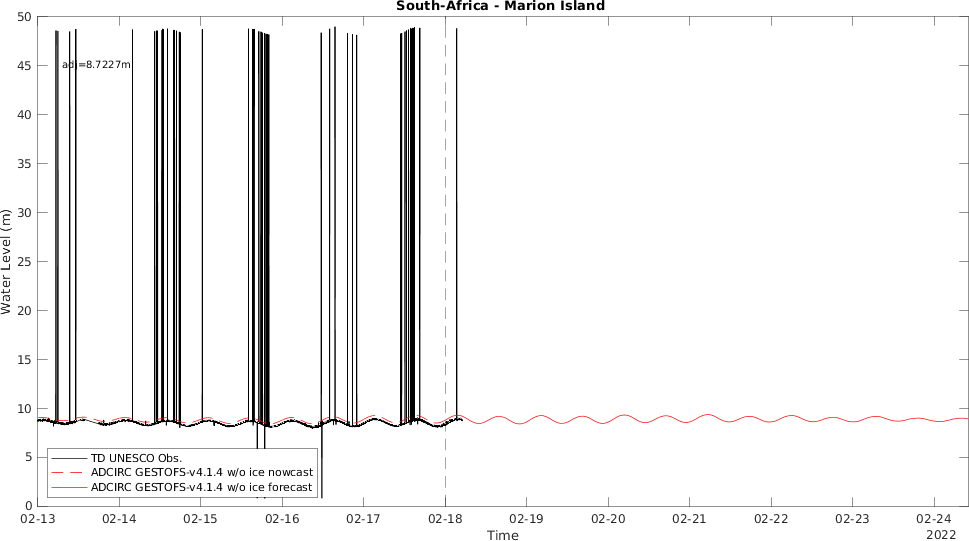 South-Africa - Marion Island
50
45
40
35
30
25
20
15
10
5
0
Water Level (m)
adj=8.7227m
TD UNESCO Obs.
ADCIRC GESTOFS-v4.1.4 w/o ice nowcast
ADCIRC GESTOFS-v4.1.4 w/o ice forecast
02-13 02-14 02-15 02-16 02-17 02-18 02-19 02-20 02-21 02-22 02-23 02-24
Time
2022